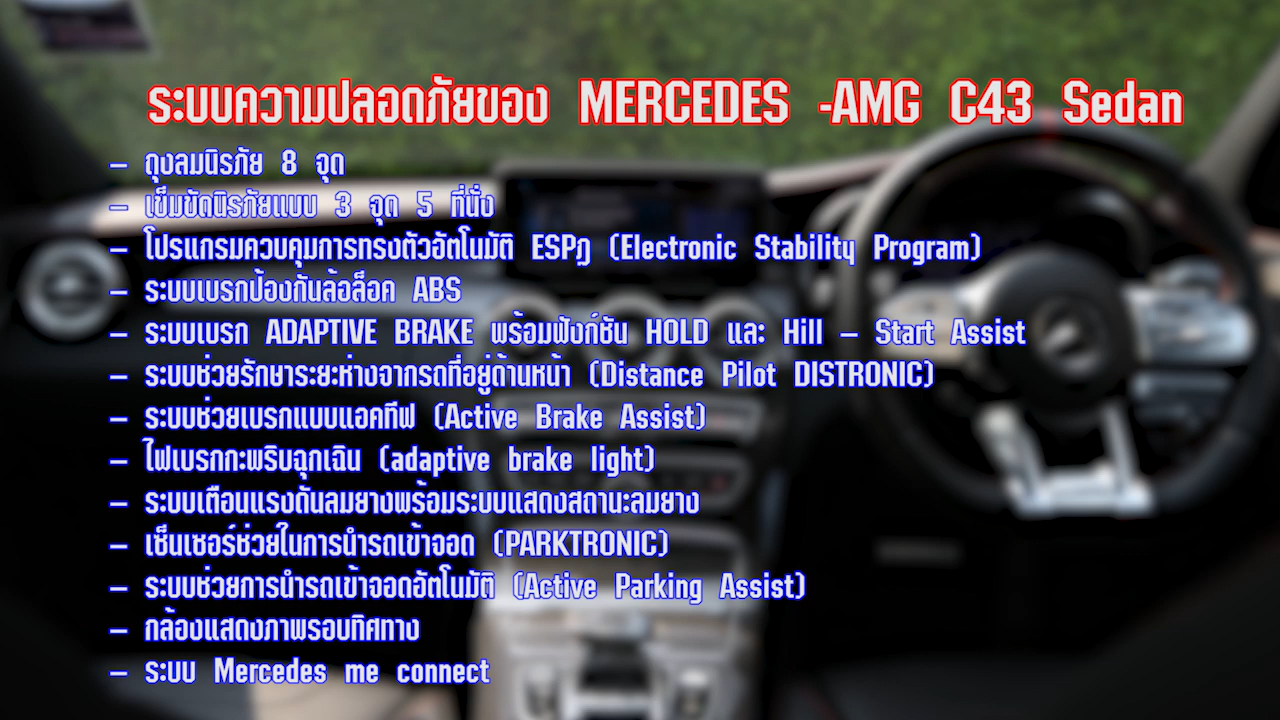 ระบบความปลอดภัยของ MERCEDES -AMG C43 Sedan
– ถุงลมนิรภัย 8 จุด
– เข็มขัดนิรภัยแบบ 3 จุด 5 ที่นั่ง
– โปรแกรมควบคุมการทรงตัวอัตโนมัติ ESPฎ (Electronic Stability Program)
– ระบบเบรกป้องกันล้อล็อค ABS
– ระบบเบรก ADAPTIVE BRAKE พร้อมฟังก์ชัน HOLD และ Hill – Start Assist
– ระบบช่วยรักษาระยะห่างจากรถที่อยู่ด้านหน้า (Distance Pilot DISTRONIC)
– ระบบช่วยเบรกแบบแอคทีฟ (Active Brake Assist)
– ไฟเบรกกะพริบฉุกเฉิน (adaptive brake light)
– ระบบเตือนแรงดันลมยางพร้อมระบบแสดงสถานะลมยาง
– เซ็นเซอร์ช่วยในการนำรถเข้าจอด (PARKTRONIC)
– ระบบช่วยการนำรถเข้าจอดอัตโนมัติ (Active Parking Assist)
– กล้องแสดงภาพรอบทิศทาง
– ระบบ Mercedes me connect